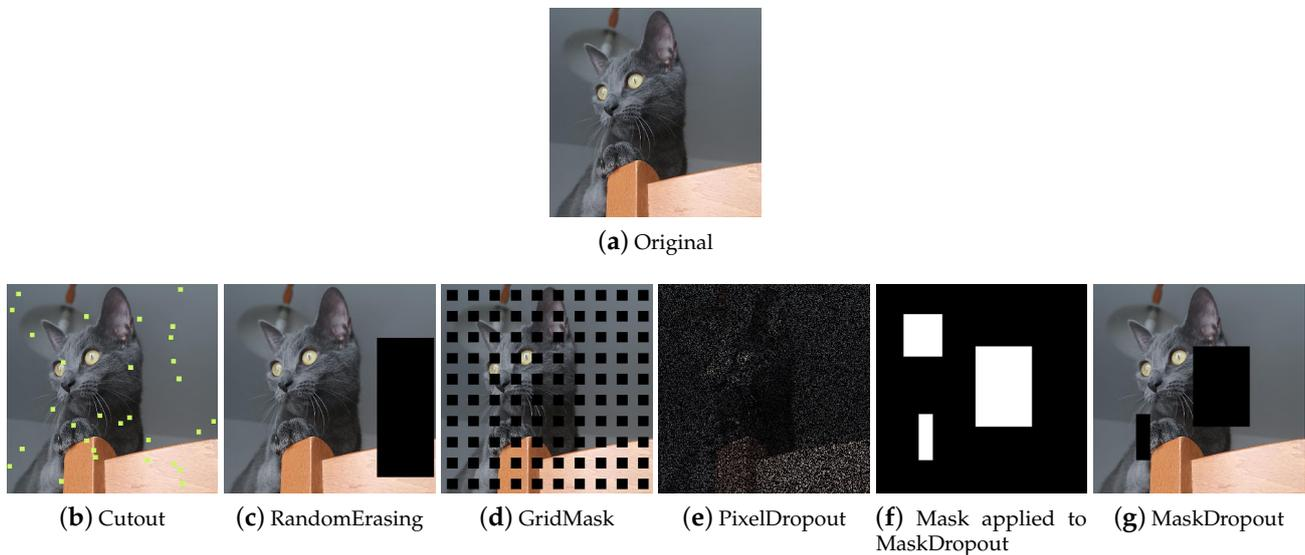 (a) Original
(b) Cutout
(c) RandomErasing
(d) GridMask
(e) PixelDropout
(f) Mask applied to
MaskDropout
(g) MaskDropout